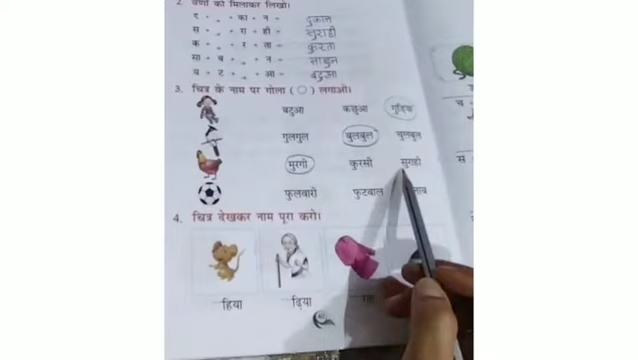 2. वर्णों को मिलाकर लिखो।
द + ु + का + न = दुकान
स + ु + रा + ही = सुराही
क + ु + र + ता = कुरता
सा + ब + ु + न = साबुन
ब + ट + ु + आ = बटुआ
3. चित्र के नाम पर गोला ( ○ ) लगाओ।
बटुआ कछुआ
गुलगुल बुलबुल चुलबुल
मुरगी कुरसी सुराही
फुलवारी फुटबाल
4. चित्र देखकर नाम पूरा करो।
हिया ढ़िया